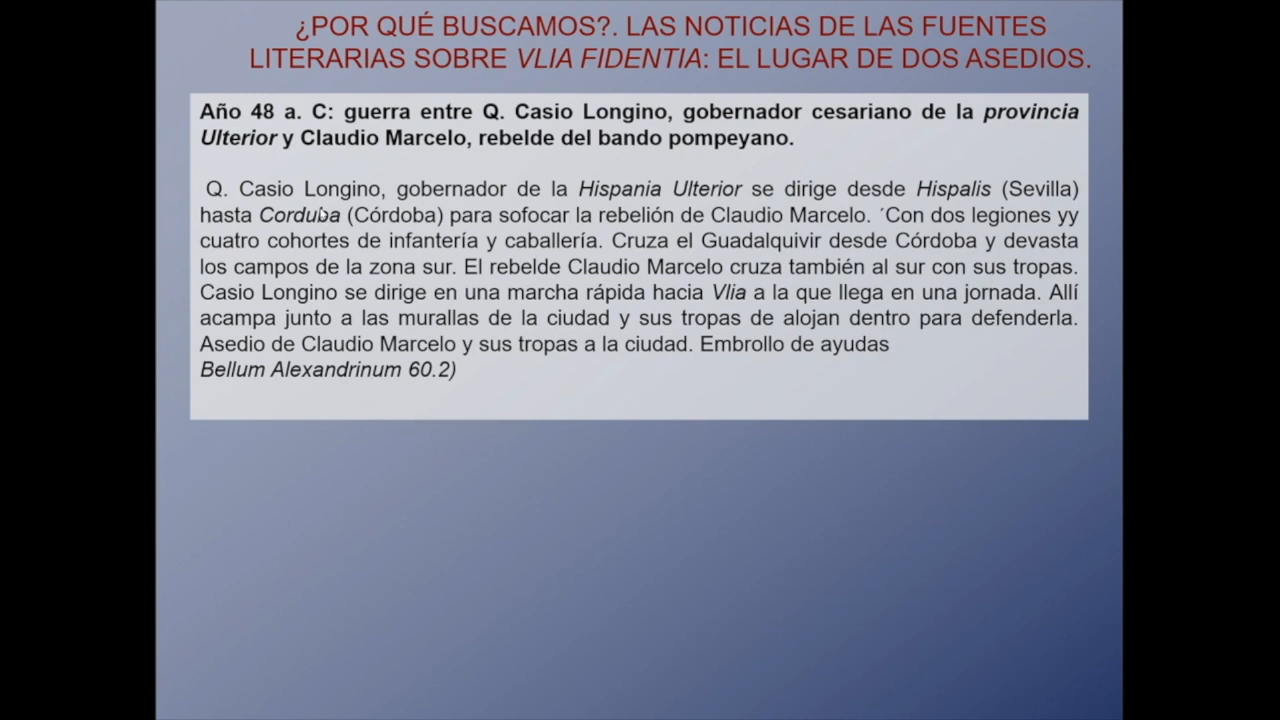 ¿POR QUÉ BUSCAMOS?. LAS NOTICIAS DE LAS FUENTES
LITERARIAS SOBRE VLIA FIDENTIA: EL LUGAR DE DOS ASEDIOS.
Año 48 a. C: guerra entre Q. Casio Longino, gobernador cesariano de la provincia
Ulterior y Claudio Marcelo, rebelde del bando pompeyano.
Q. Casio Longino, gobernador de la Hispania Ulterior se dirige desde Hispalis (Sevilla)
hasta Corduba (Córdoba) para sofocar la rebelión de Claudio Marcelo. ´Con dos legiones yy
cuatro cohortes de infantería y caballería. Cruza el Guadalquivir desde Córdoba y devasta
los campos de la zona sur. El rebelde Claudio Marcelo cruza también al sur con sus tropas.
Casio Longino se dirige en una marcha rápida hacia Vlia a la que llega en una jornada. Allí
acampa junto a las murallas de la ciudad y sus tropas de alojan dentro para defenderla.
Asedio de Claudio Marcelo y sus tropas a la ciudad. Embrollo de ayudas
Bellum Alexandrinum 60.2)